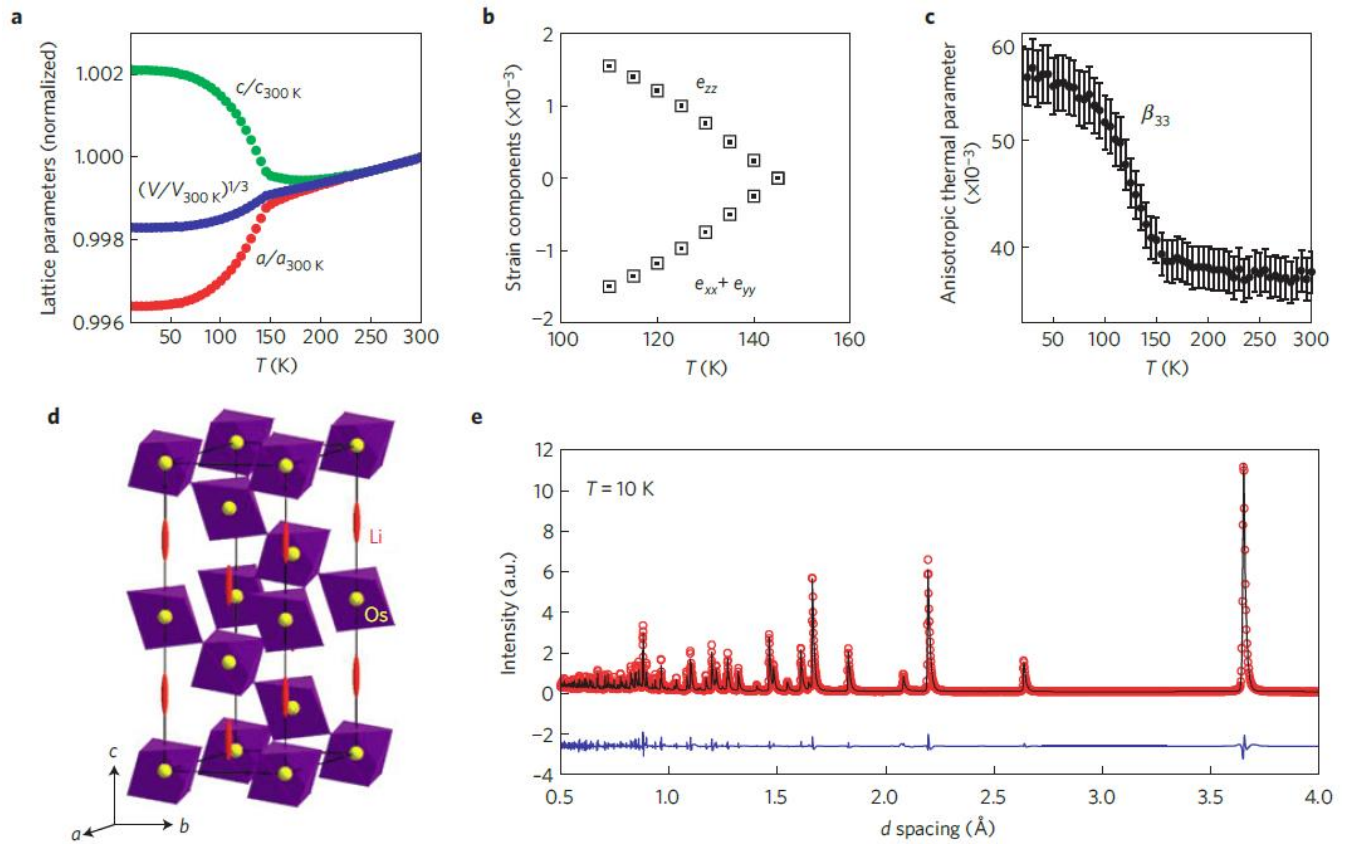 a
Lattice parameters (normalized)
1.002
1.000
0.998
0.996
c/c300 K
(V/V300 K)1/3
a/a300 K
50 100 150 200 250 300
T (K)
b
Strain components (×10−3)
2
1
0
−1
−2
ezz
exx + eyy
100 120 140 160
T (K)
c
Anisotropic thermal parameter
(×10−3)
60
50
40
β33
50 100 150 200 250 300
T (K)
d
Li
Os
c
a
b
e
T = 10 K
Intensity (a.u.)
12
10
8
6
4
2
0
−2
−4
0.5 1.0 1.5 2.0 2.5 3.0 3.5 4.0
d spacing (Å)